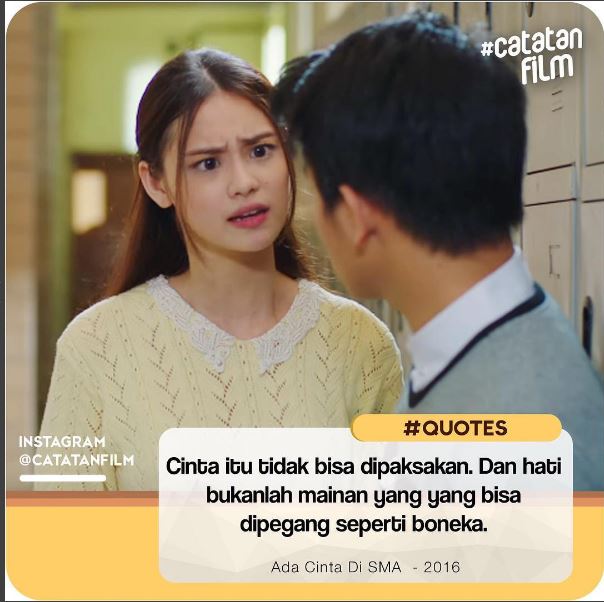 #catatan
film
INSTAGRAM
@CATATANFILM
#QUOTES
Cinta itu tidak bisa dipaksakan. Dan hati
bukanlah mainan yang yang bisa
dipegang seperti boneka.
Ada Cinta Di SMA - 2016